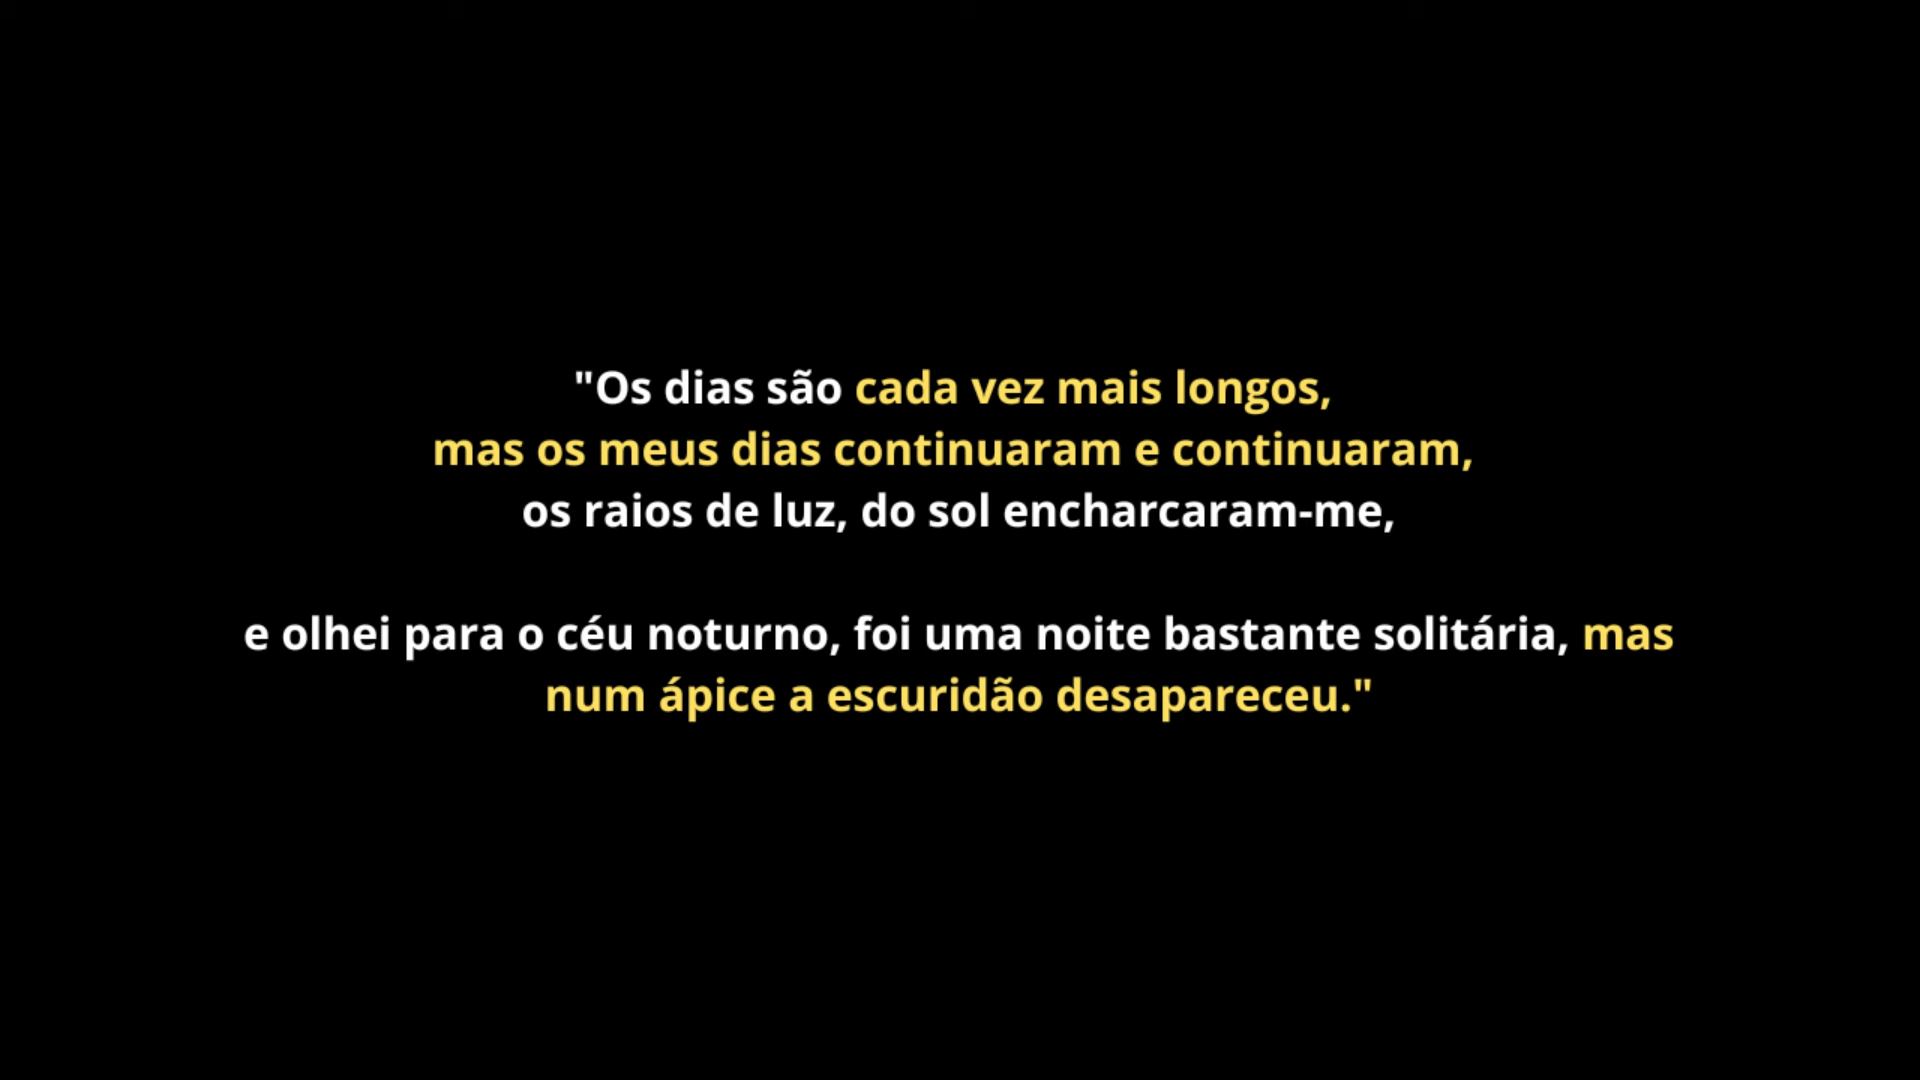 "Os dias são cada vez mais longos,
mas os meus dias continuaram e continuaram,
os raios de luz, do sol encharcaram-me,
e olhei para o céu noturno, foi uma noite bastante solitária, mas
num ápice a escuridão desapareceu."